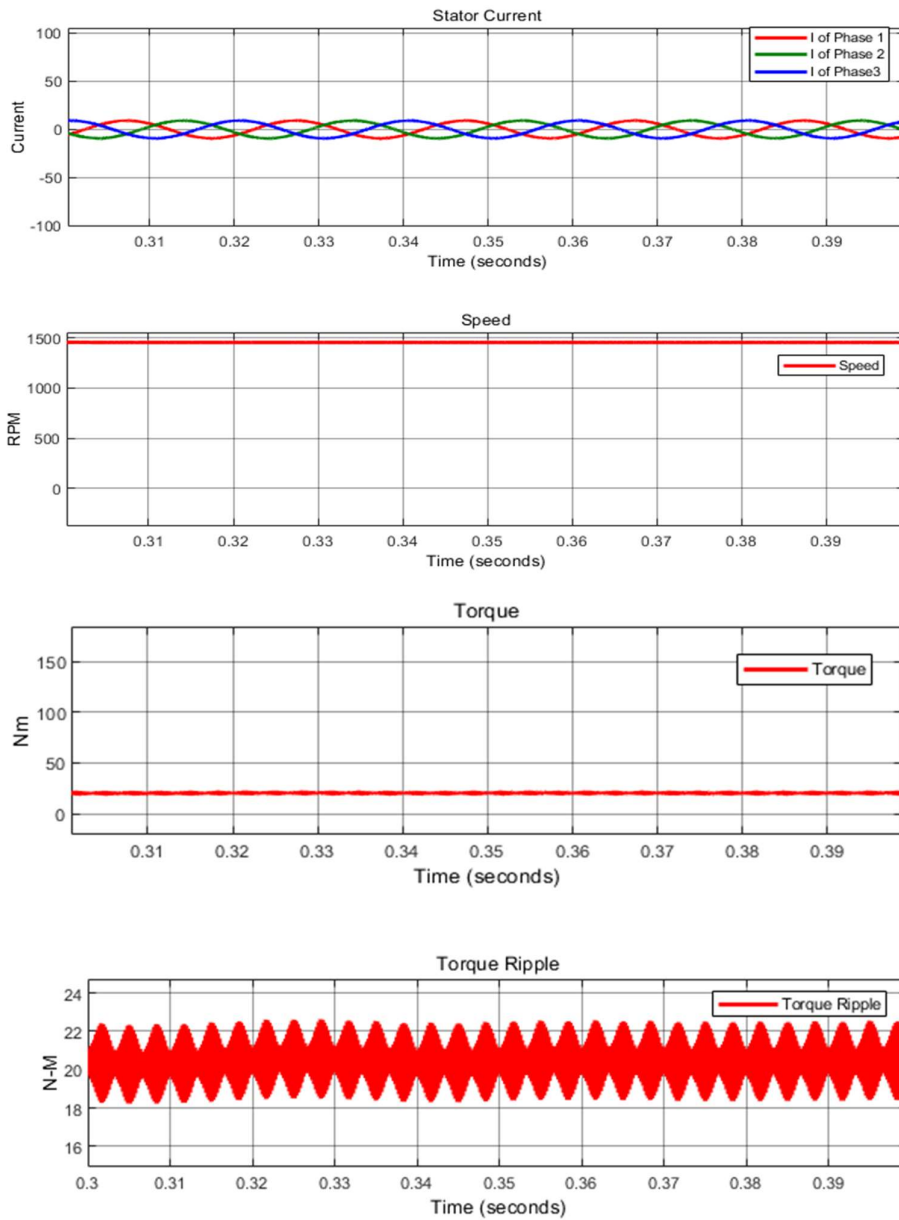 Stator Current
100
50
0
-50
-100
Current
I of Phase 1
I of Phase 2
I of Phase3
0.31 0.32 0.33 0.34 0.35 0.36 0.37 0.38 0.39
Time (seconds)
Speed
1500
1000
500
0
RPM
Speed
0.31 0.32 0.33 0.34 0.35 0.36 0.37 0.38 0.39
Time (seconds)
Torque
150
100
50
0
Nm
Torque
0.31 0.32 0.33 0.34 0.35 0.36 0.37 0.38 0.39
Time (seconds)
Torque Ripple
24
22
20
18
16
N-M
Torque Ripple
0.3 0.31 0.32 0.33 0.34 0.35 0.36 0.37 0.38 0.39
Time (seconds)